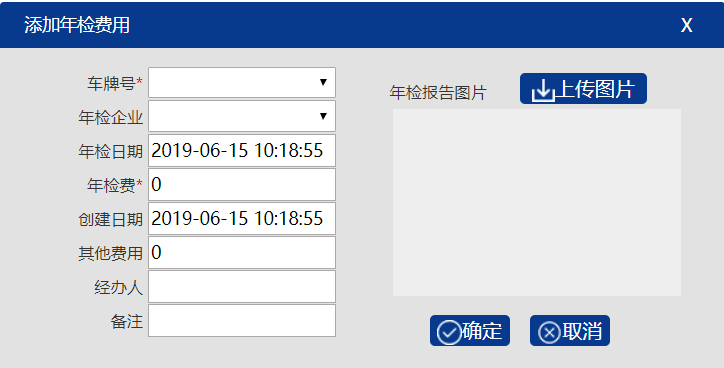 添加年检费用 X
车牌号*
年检企业
年检日期 2019-06-15 10:18:55
年检费* 0
创建日期 2019-06-15 10:18:55
其他费用 0
经办人
备注
年检报告图片 上传图片
确定 取消